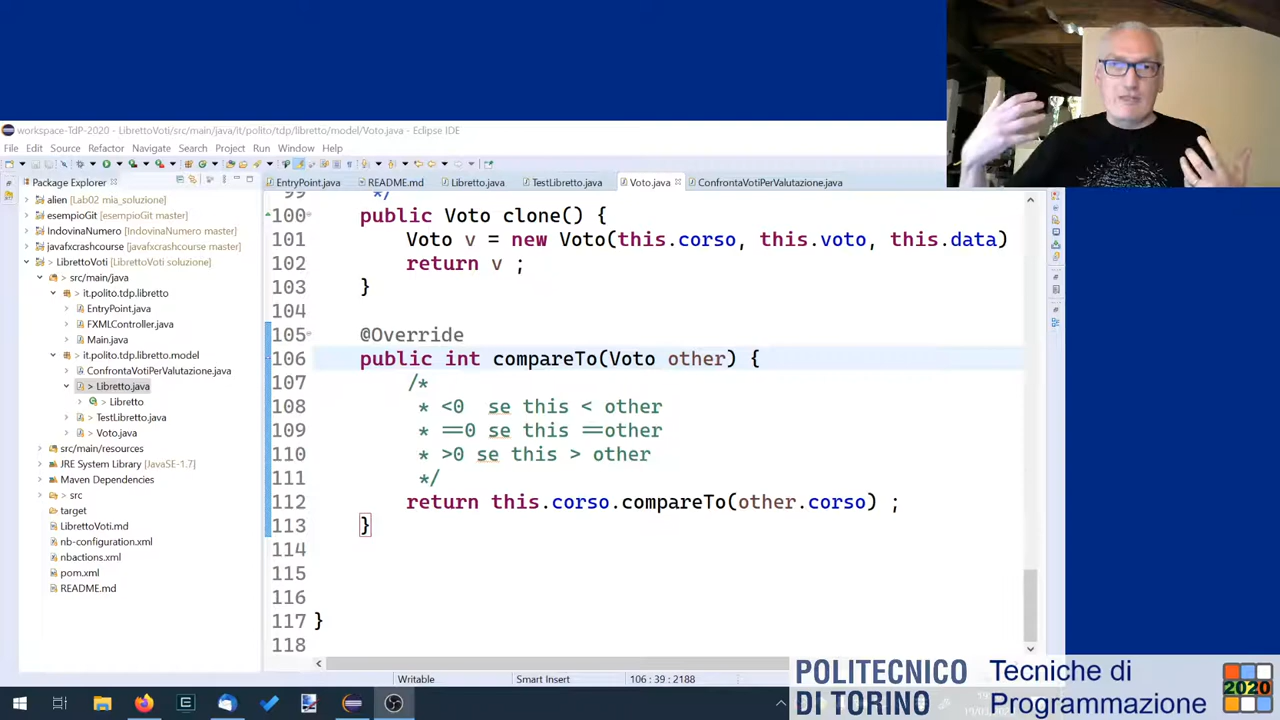 workspace-TdP-2020 - LibrettoVoti/src/main/java/it/polito/tdp/libretto/model/Voto.java - Eclipse IDE
File Edit Source Refactor Navigate Search Project Run Window Help
Package Explorer
EntryPoint.java README.md Libretto.java TestLibretto.java Voto.java ConfrontaVotiPerValutazione.java
alien [Lab02 mia_soluzione]
esempioGit [esempioGit master]
IndovinaNumero [IndovinaNumero master]
javafxcrashcourse [javafxcrashcourse master]
> LibrettoVoti [LibrettoVoti soluzione]
> src/main/java
> it.polito.tdp.libretto
EntryPoint.java
FXMLController.java
Main.java
> it.polito.tdp.libretto.model
ConfrontaVotiPerValutazione.java
> Libretto.java
Libretto
TestLibretto.java
Voto.java
src/main/resources
JRE System Library [JavaSE-1.7]
Maven Dependencies
> src
target
LibrettoVoti.md
nb-configuration.xml
nbactions.xml
pom.xml
README.md
99 */
100 public Voto clone() {
101 Voto v = new Voto(this.corso, this.voto, this.data)
102 return v ;
103 }
104
105 @Override
106 public int compareTo(Voto other) {
107 /*
108 * <0 se this < other
109 * ==0 se this ==other
110 * >0 se this > other
111 */
112 return this.corso.compareTo(other.corso) ;
113 }
114
115
116
117 }
118
Writable Smart Insert 106 : 39 : 2188
POLITECNICO
DI TORINO
Tecniche di
Programmazione
2020